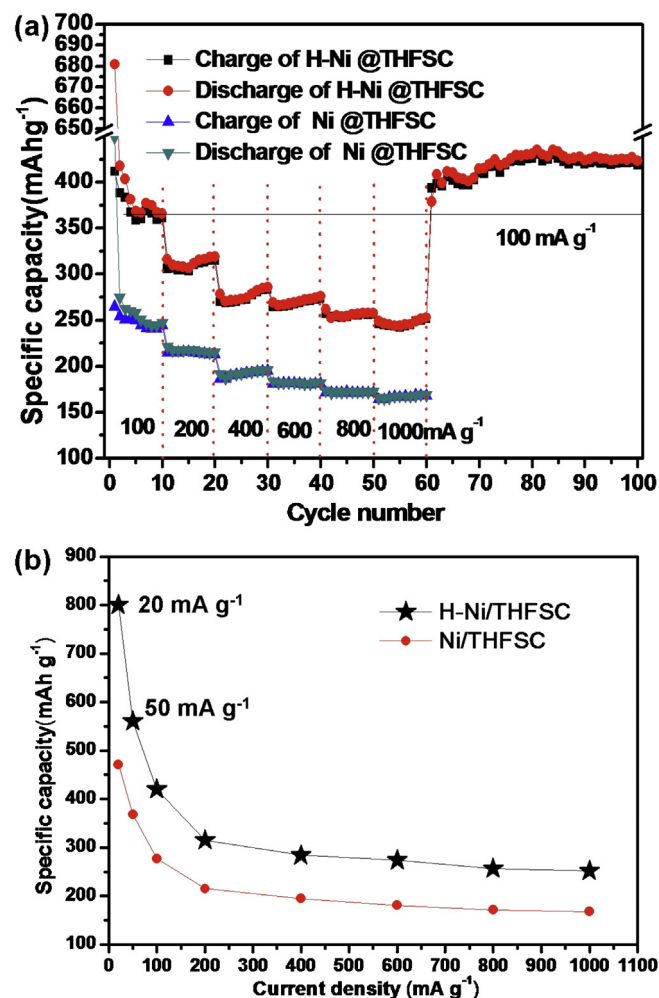 (a)
700
690
680
670
660
650
400
350
300
250
200
150
100
Specific capacity(mAhg-1)
Charge of H-Ni @THFSC
Discharge of H-Ni @THFSC
Charge of Ni @THFSC
Discharge of Ni @THFSC
100 mA g-1
100 200 400 600 800 1000mA g-1
0 10 20 30 40 50 60 70 80 90 100
Cycle number
(b)
900
800
700
600
500
400
300
200
100
Specific capacity(mAh g-1)
20 mA g-1
50 mA g-1
H-Ni/THFSC
Ni/THFSC
0 100 200 300 400 500 600 700 800 900 1000 1100
Current density (mA g-1)